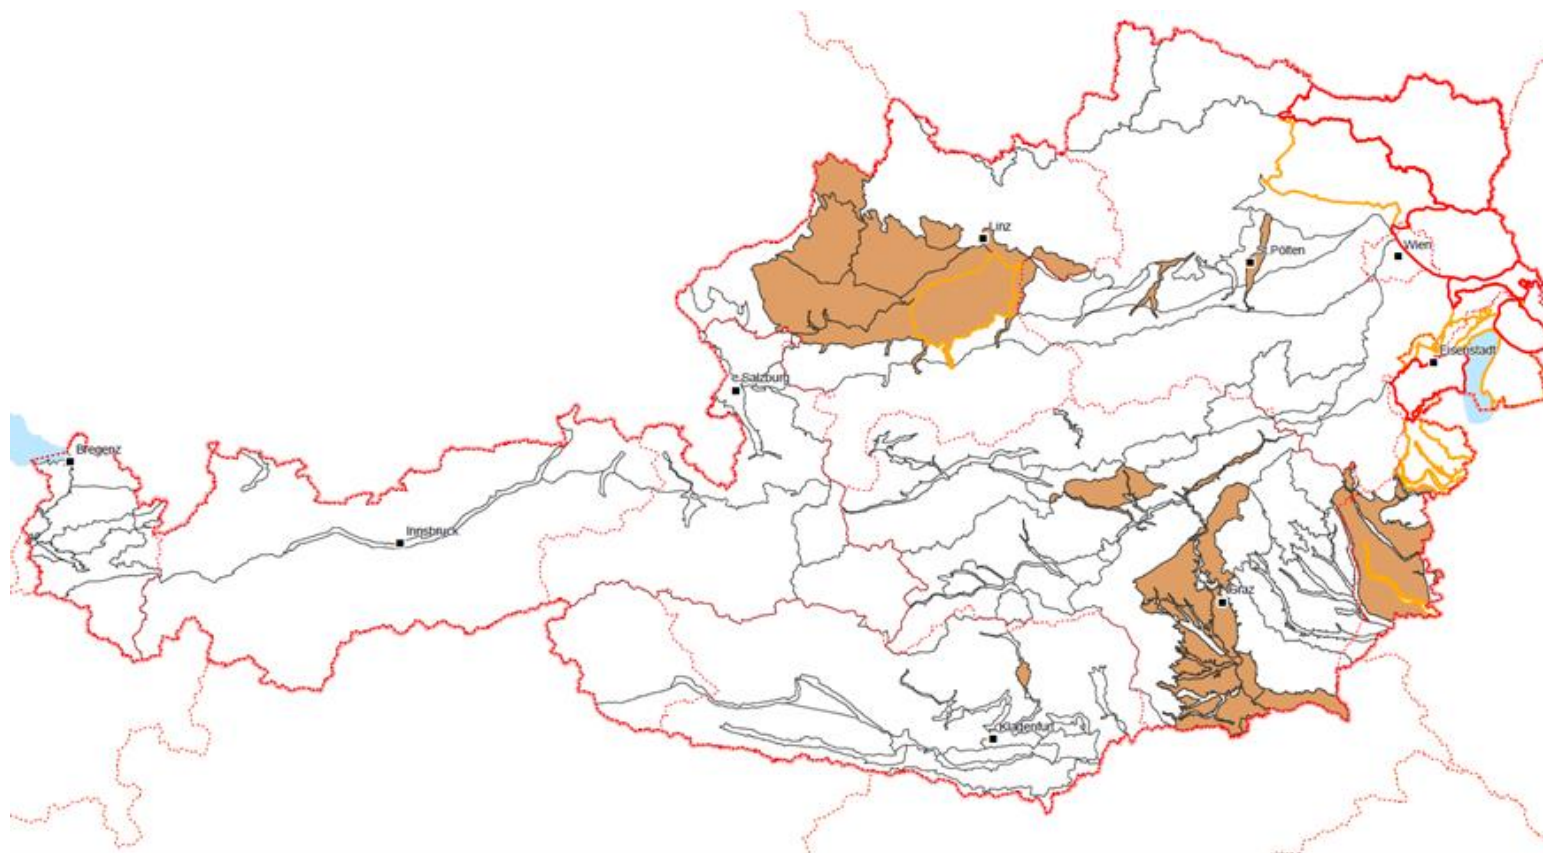 Linz
Wien
St. Pölten
Eisenstadt
Salzburg
Bregenz
Innsbruck
Graz
Klagenfurt